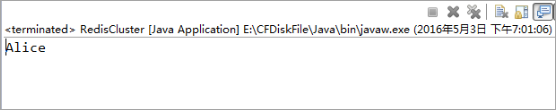 <terminated> RedisCluster [Java Application] E:\CFDiskFile\Java\bin\javaw.exe (2016年5月3日 下午7:01:06)
Alice